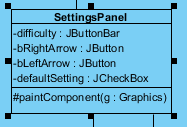 SettingsPanel
-difficulty : JButtonBar
-bRightArrow : JButton
-bLeftArrow : JButton
-defaultSetting : JCheckBox
#paintComponent(g : Graphics)